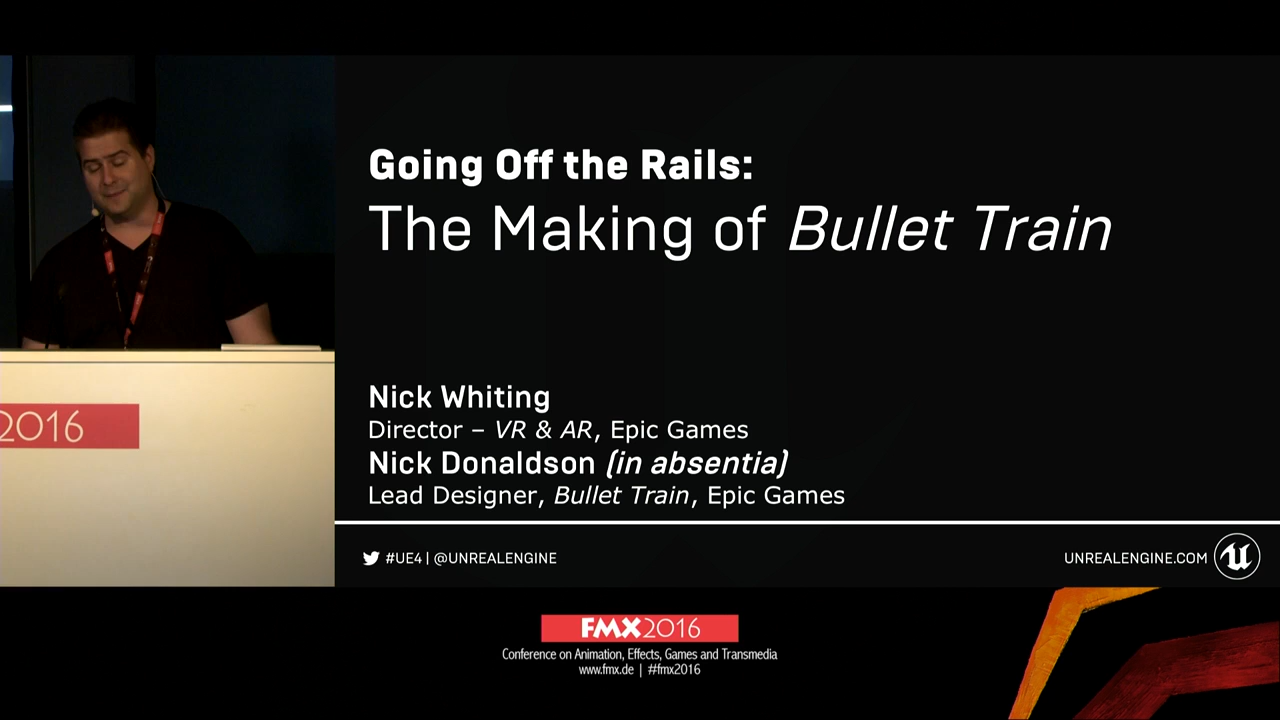 Going Off the Rails:
The Making of Bullet Train
Nick Whiting
Director – VR & AR, Epic Games
Nick Donaldson (in absentia)
Lead Designer, Bullet Train, Epic Games
#UE4 | @UNREALENGINE
UNREALENGINE.COM
2016
FMX2016
Conference on Animation, Effects, Games and Transmedia
www.fmx.de | #fmx2016